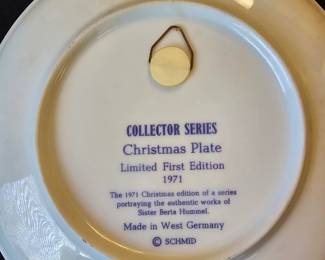 COLLECTOR SERIES
Christmas Plate
Limited First Edition
1971
The 1971 Christmas edition of a series
portraying the authentic works of
Sister Berta Hummel.
Made in West Germany
© SCHMID